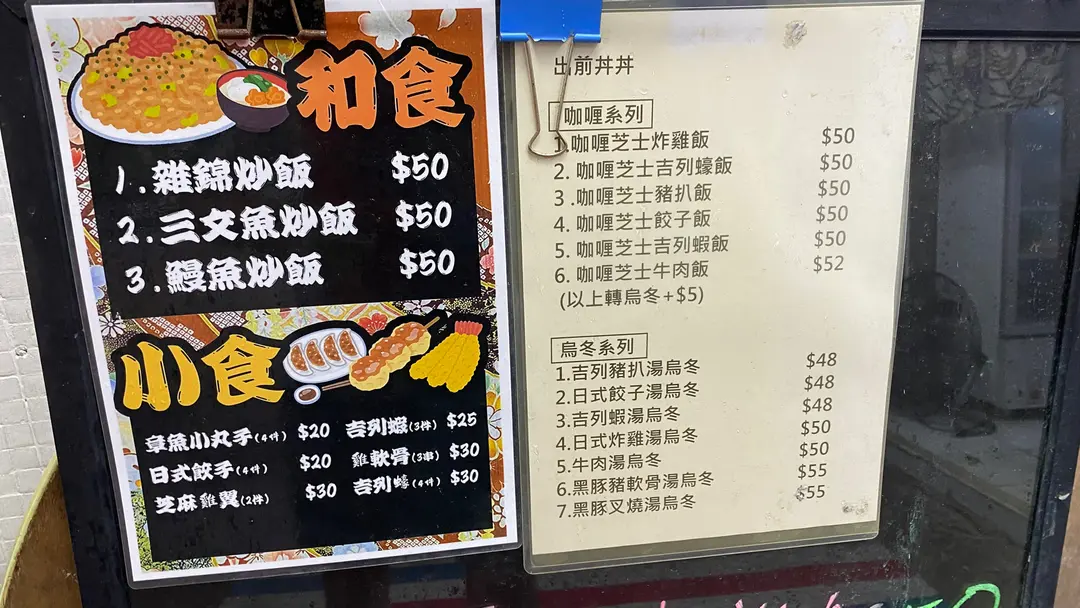 和食
1.雜錦炒飯 $50
2.三文魚炒飯 $50
3.鰻魚炒飯 $50
小食
章魚小丸子(4件) $20 吉列蝦(3件) $25
日式餃子(4件) $20 雞軟骨(3串) $30
芝麻雞翼(2件) $30 吉列蠔(4件) $30
出前丼丼
咖喱系列
1.咖喱芝士炸雞飯 $50
2. 咖喱芝士吉列蠔飯 $50
3 .咖喱芝士豬扒飯 $50
4. 咖喱芝士餃子飯 $50
5. 咖喱芝士吉列蝦飯 $50
6. 咖喱芝士牛肉飯 $52
(以上轉烏冬+$5)
烏冬系列
1.吉列豬扒湯烏冬 $48
2.日式餃子湯烏冬 $48
3.吉列蝦湯烏冬 $48
4.日式炸雞湯烏冬 $50
5.牛肉湯烏冬 $50
6.黑豚豬軟骨湯烏冬 $55
7.黑豚叉燒湯烏冬 $55